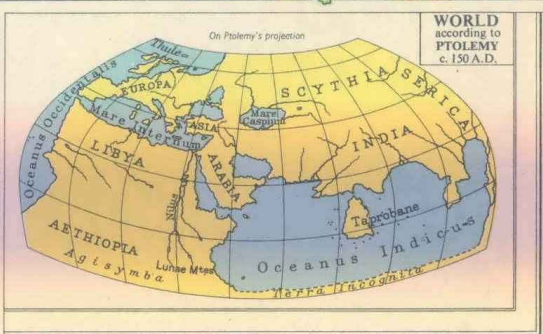 On Ptolemy's projection
WORLD
according to
PTOLEMY
c. 150 A.D.
Thule
EUROPA
SCYTHIA
SERICA
Oceanus Occidentalis
Mare Internum
ASIA
Mare
Caspium
INDIA
LIBYA
ARABIA
Nilus
Taprobane
AETHIOPIA
Agisymba
Lunae Mtes
Oceanus Indicus
Terra Incognita